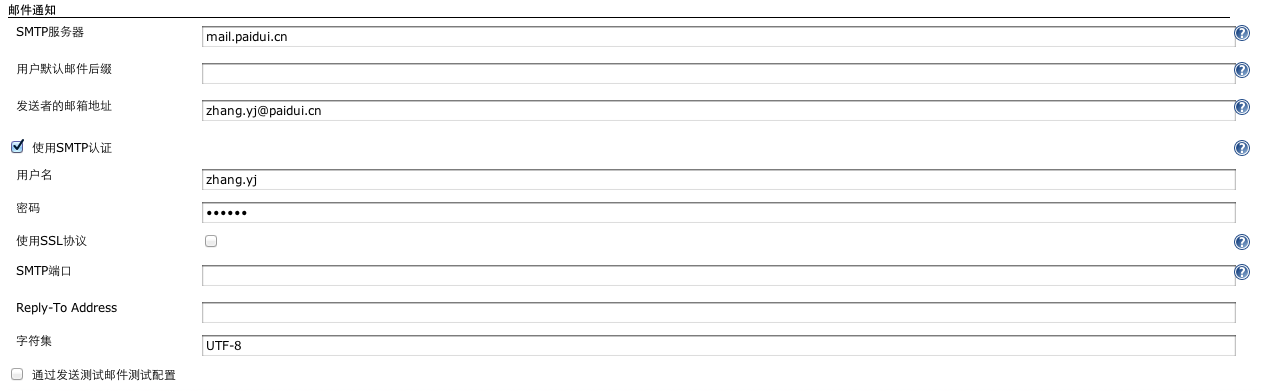 邮件通知
SMTP服务器 mail.paidui.cn
用户默认邮件后缀
发送者的邮箱地址 zhang.yj@paidui.cn
使用SMTP认证
用户名 zhang.yj
密码 ••••••
使用SSL协议
SMTP端口
Reply-To Address
字符集 UTF-8
通过发送测试邮件测试配置